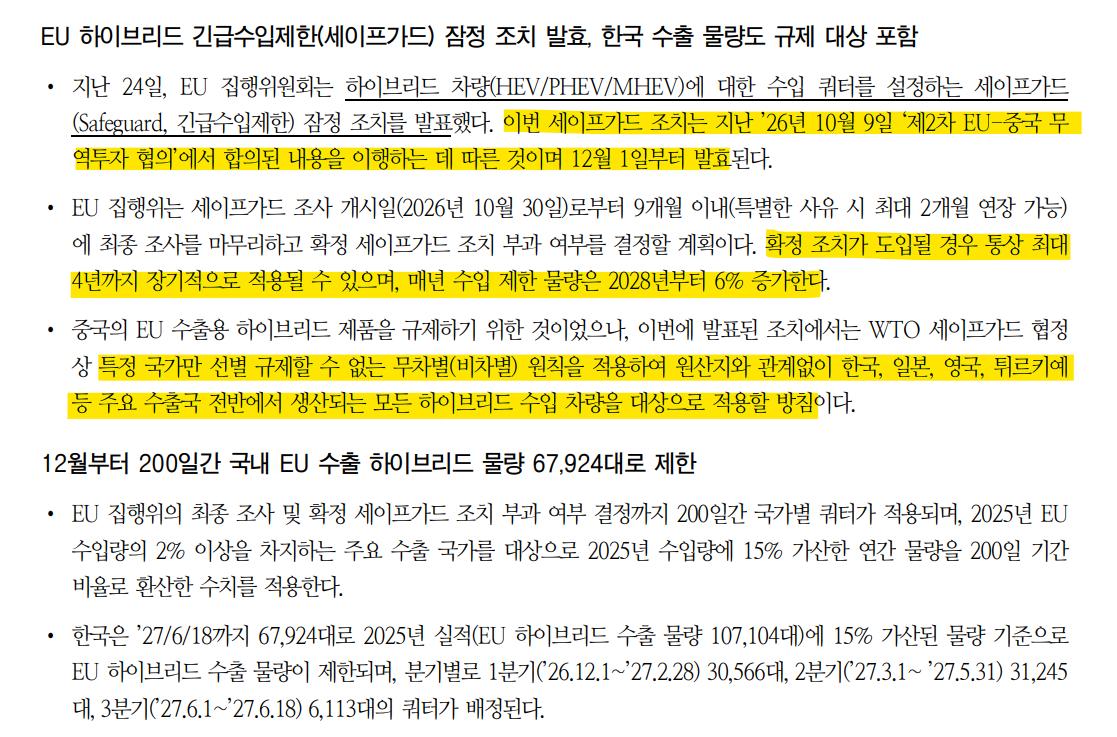 EU 하이브리드 긴급수입제한(세이프가드) 잠정 조치 발효, 한국 수출 물량도 규제 대상 포함
• 지난 24일, EU 집행위원회는 하이브리드 차량(HEV/PHEV/MHEV)에 대한 수입 쿼터를 설정하는 세이프가드
(Safeguard, 긴급수입제한) 잠정 조치를 발표했다. 이번 세이프가드 조치는 지난 ’26년 10월 9일 ‘제2차 EU-중국 무
역투자 협의’에서 합의된 내용을 이행하는 데 따른 것이며 12월 1일부터 발효된다.
• EU 집행위는 세이프가드 조사 개시일(2026년 10월 30일)로부터 9개월 이내(특별한 사유 시 최대 2개월 연장 가능)
에 최종 조사를 마무리하고 확정 세이프가드 조치 부과 여부를 결정할 계획이다. 확정 조치가 도입될 경우 통상 최대
4년까지 장기적으로 적용될 수 있으며, 매년 수입 제한 물량은 2028년부터 6% 증가한다.
• 중국의 EU 수출용 하이브리드 제품을 규제하기 위한 것이었으나, 이번에 발표된 조치에서는 WTO 세이프가드 협정
상 특정 국가만 선별 규제할 수 없는 무차별(비차별) 원칙을 적용하여 원산지와 관계없이 한국, 일본, 영국, 튀르키예
등 주요 수출국 전반에서 생산되는 모든 하이브리드 수입 차량을 대상으로 적용할 방침이다.
12월부터 200일간 국내 EU 수출 하이브리드 물량 67,924대로 제한
• EU 집행위의 최종 조사 및 확정 세이프가드 조치 부과 여부 결정까지 200일간 국가별 쿼터가 적용되며, 2025년 EU
수입량의 2% 이상을 차지하는 주요 수출 국가를 대상으로 2025년 수입량에 15% 가산한 연간 물량을 200일 기간
비율로 환산한 수치를 적용한다.
• 한국은 ’27/6/18까지 67,924대로 2025년 실적(EU 하이브리드 수출 물량 107,104대)에 15% 가산된 물량 기준으로
EU 하이브리드 수출 물량이 제한되며, 분기별로 1분기(’26.12.1~’27.2.28) 30,566대, 2분기(’27.3.1~ ’27.5.31) 31,245
대, 3분기(’27.6.1~’27.6.18) 6,113대의 쿼터가 배정된다.